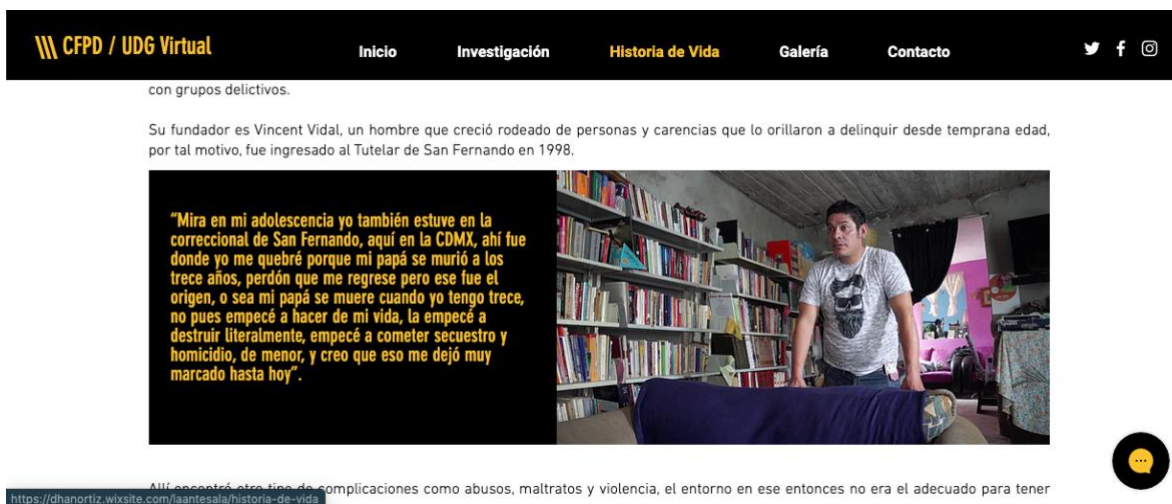 CFPD / UDG Virtual
Inicio
Investigación
Historia de Vida
Galería
Contacto
con grupos delictivos.
Su fundador es Vincent Vidal, un hombre que creció rodeado de personas y carencias que lo orillaron a delinquir desde temprana edad,
por tal motivo, fue ingresado al Tutelar de San Fernando en 1998.
“Mira en mi adolescencia yo también estuve en la
correccional de San Fernando, aquí en la CDMX, ahí fue
donde yo me quebré porque mi papá se murió a los
trece años, perdón que me regrese pero ese fue el
origen, o sea mi papá se muere cuando yo tengo trece,
no pues empecé a hacer de mi vida, la empecé a
destruir literalmente, empecé a cometer secuestro y
homicidio, de menor, y creo que eso me dejó muy
marcado hasta hoy”.
Allí encontró otro tipo de complicaciones como abusos, maltratos y violencia, el entorno en ese entonces no era el adecuado para tener
https://dhanortiz.wixsite.com/laantesala/historia-de-vida